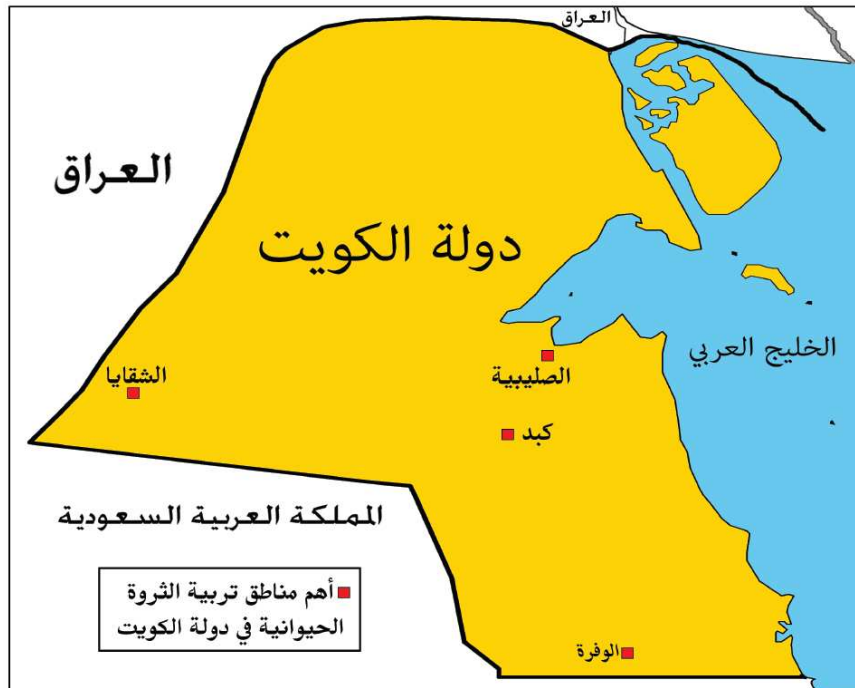 العراق
العراق
دولة الكويت
الخليج العربي
الصليبية
الشقايا
كبد
المملكة العربية السعودية
أهم مناطق تربية الثروة
الحيوانية في دولة الكويت
الوفرة